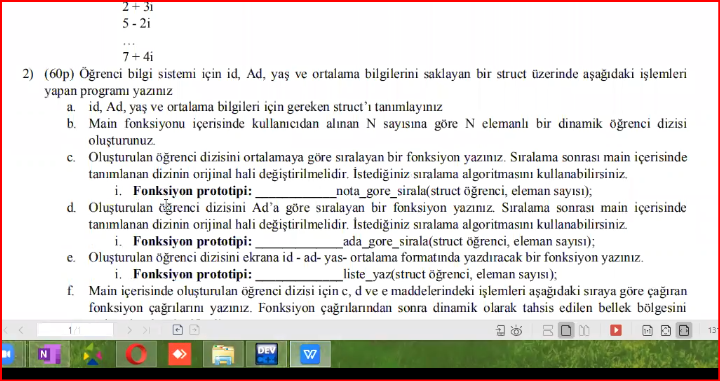 2 + 3i
5 - 2i
…
7 + 4i
2) (60p) Öğrenci bilgi sistemi için id, Ad, yaş ve ortalama bilgilerini saklayan bir struct üzerinde aşağıdaki işlemleri
yapan programı yazınız
a. id, Ad, yaş ve ortalama bilgileri için gereken struct'ı tanımlayınız
b. Main fonksiyonu içerisinde kullanıcıdan alınan N sayısına göre N elemanlı bir dinamik öğrenci dizisi
oluşturunuz.
c. Oluşturulan öğrenci dizisini ortalamaya göre sıralayan bir fonksiyon yazınız. Sıralama sonrası main içerisinde
tanımlanan dizinin orijinal hali değiştirilmelidir. İstediğiniz sıralama algoritmasını kullanabilirsiniz.
i. Fonksiyon prototipi: ____________nota_gore_sirala(struct öğrenci, eleman sayısı);
d. Oluşturulan öğrenci dizisini Ad'a göre sıralayan bir fonksiyon yazınız. Sıralama sonrası main içerisinde
tanımlanan dizinin orijinal hali değiştirilmelidir. İstediğiniz sıralama algoritmasını kullanabilirsiniz.
i. Fonksiyon prototipi: _____________ada_gore_sirala(struct öğrenci, eleman sayısı);
e. Oluşturulan öğrenci dizisini ekrana id - ad- yas- ortalama formatında yazdıracak bir fonksiyon yazınız.
i. Fonksiyon prototipi: _____________liste_yaz(struct öğrenci, eleman sayısı);
f. Main içerisinde oluşturulan öğrenci dizisi için c, d ve e maddelerindeki işlemleri aşağıdaki sıraya göre çağıran
fonksiyon çağrılarını yazınız. Fonksiyon çağrılarından sonra dinamik olarak tahsis edilen bellek bölgesini
1/1
N
DEV
W